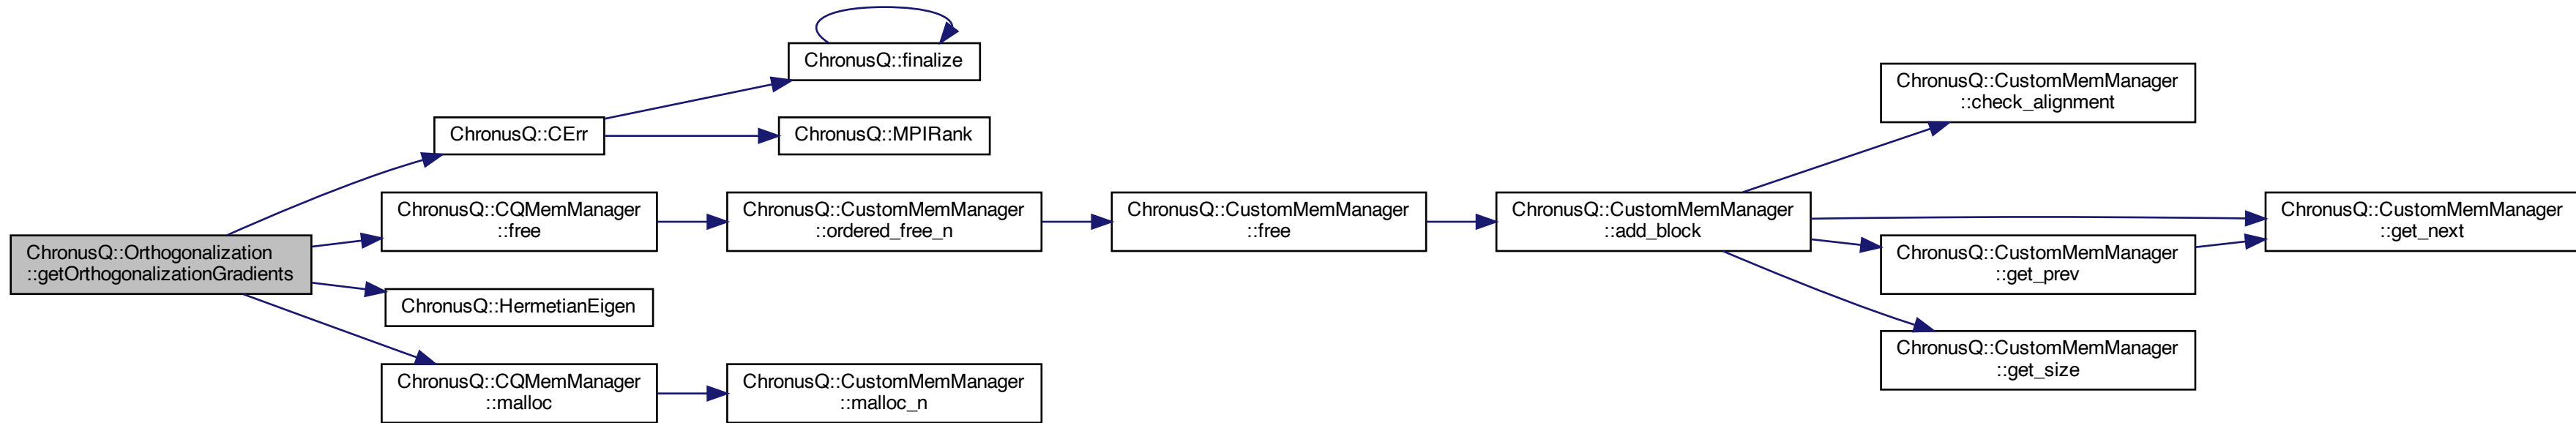 ChronusQ::Orthogonalization
::getOrthogonalizationGradients
ChronusQ::CErr
ChronusQ::finalize
ChronusQ::MPIRank
ChronusQ::CQMemManager
::free
ChronusQ::CustomMemManager
::ordered_free_n
ChronusQ::CustomMemManager
::free
ChronusQ::CustomMemManager
::add_block
ChronusQ::CustomMemManager
::check_alignment
ChronusQ::CustomMemManager
::get_next
ChronusQ::CustomMemManager
::get_prev
ChronusQ::CustomMemManager
::get_size
ChronusQ::HermetianEigen
ChronusQ::CQMemManager
::malloc
ChronusQ::CustomMemManager
::malloc_n